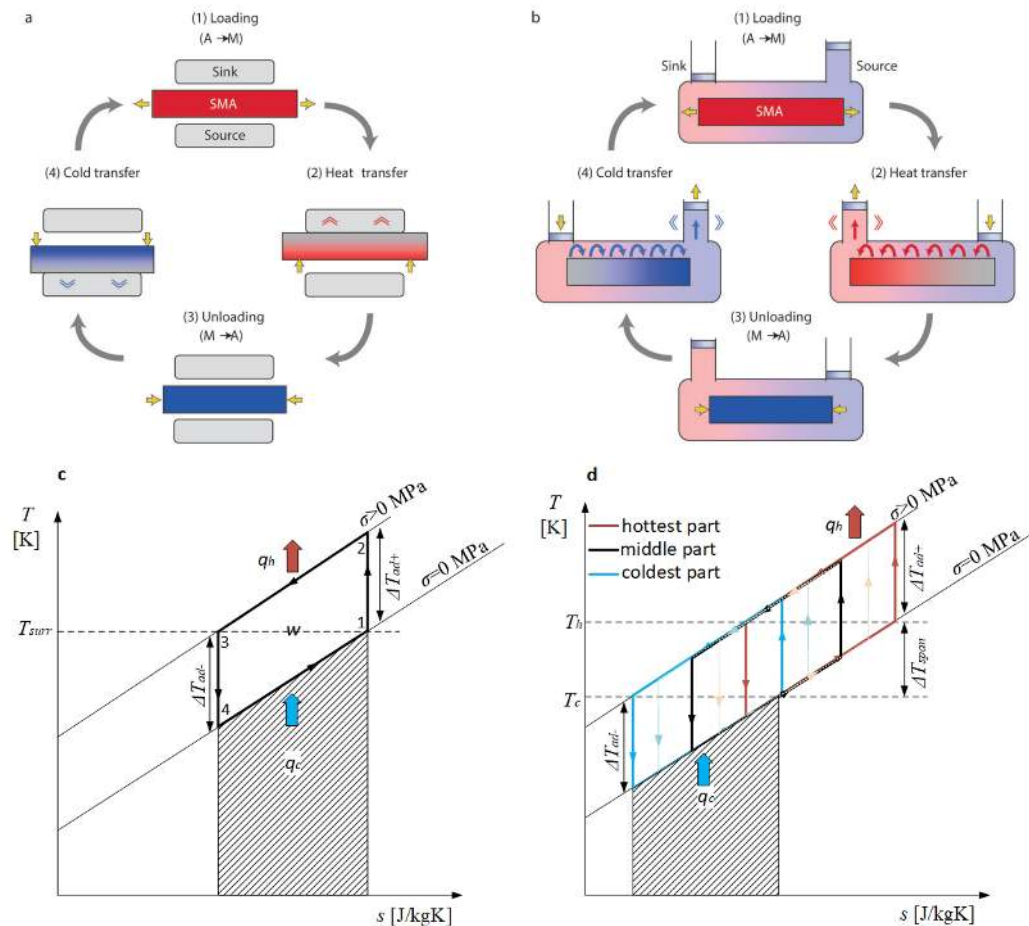 a
(1) Loading
(A →M)
Sink
SMA
Source
(4) Cold transfer
(2) Heat transfer
(3) Unloading
(M →A)
b
(1) Loading
(A →M)
Sink
Source
SMA
(4) Cold transfer
(2) Heat transfer
(3) Unloading
(M →A)
c
T
[K]
σ>0 MPa
2
qh
ΔTad+
σ=0 MPa
Tsurr
3
w
1
ΔTad-
4
qc
s [J/kgK]
d
T
[K]
σ>0 MPa
hottest part
qh
middle part
coldest part
ΔTad+
σ=0 MPa
Th
ΔTspan
Tc
ΔTad-
qc
s [J/kgK]